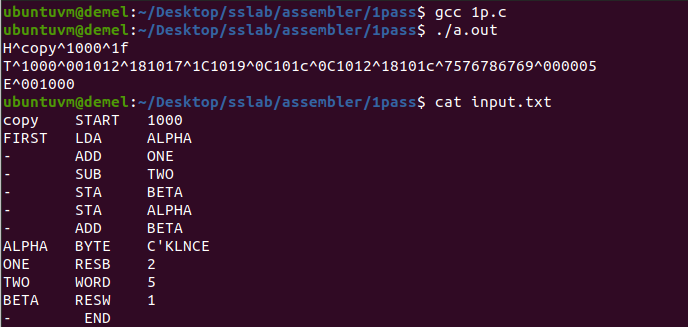 ubuntuvm@demel:~/Desktop/sslab/assembler/1pass$ gcc 1p.c
ubuntuvm@demel:~/Desktop/sslab/assembler/1pass$ ./a.out
H^copy^1000^1f
T^1000^001012^181017^1C1019^0C101c^0C1012^18101c^7576786769^000005
E^001000
ubuntuvm@demel:~/Desktop/sslab/assembler/1pass$ cat input.txt
copy    START   1000
FIRST   LDA     ALPHA
-       ADD     ONE
-       SUB     TWO
-       STA     BETA
-       STA     ALPHA
-       ADD     BETA
ALPHA   BYTE    C'KLNCE
ONE     RESB    2
TWO     WORD    5
BETA    RESW    1
-        END